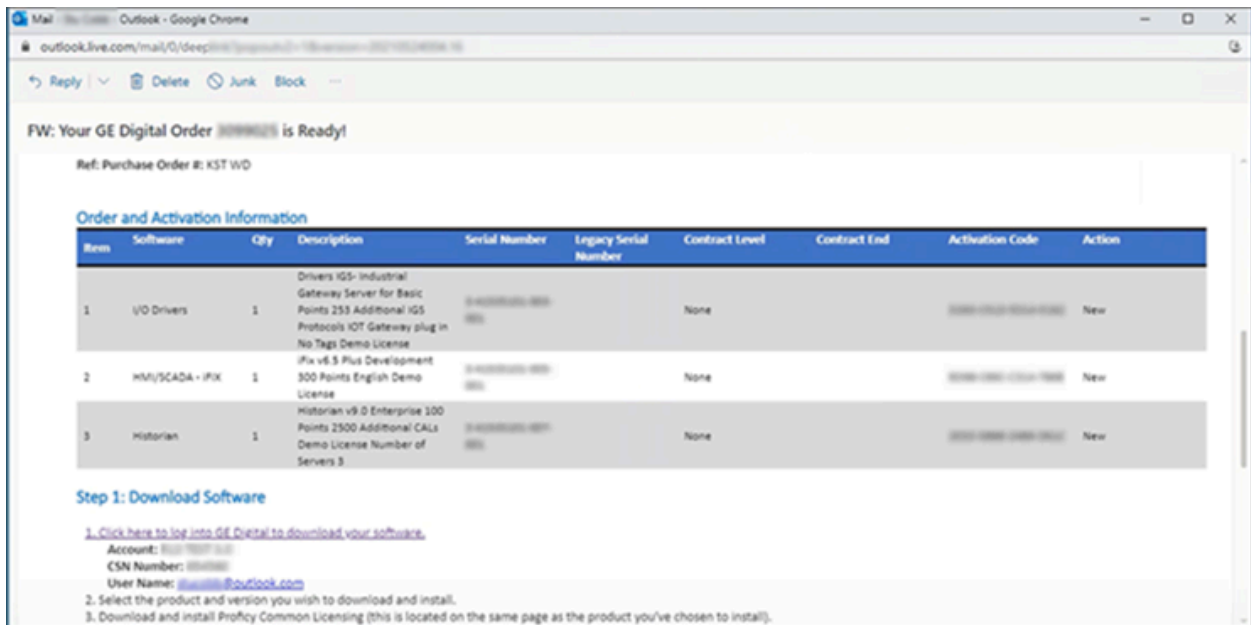 Mail Outlook - Google Chrome
outlook.live.com/mail/0/deep
Reply Delete Junk Block ...
FW: Your GE Digital Order is Ready!
Ref: Purchase Order #: KST WD
Order and Activation Information
Item Software Qty Description Serial Number Legacy Serial Number Contract Level Contract End Activation Code Action
1 I/O Drivers 1 Drivers IGS- Industrial
Gateway Server for Basic
Points 253 Additional IGS
Protocols IOT Gateway plug in
No Tags Demo License
None New
2 HMI/SCADA - iFIX 1 iFix v6.5 Plus Development
300 Points English Demo
License
None New
3 Historian 1 Historian v9.0 Enterprise 100
Points 2500 Additional CALs
Demo License Number of
Servers 3
None New
Step 1: Download Software
1. Click here to log into GE Digital to download your software.
Account:
CSN Number:
User Name: @outlook.com
2. Select the product and version you wish to download and install.
3. Download and install Proficy Common Licensing (this is located on the same page as the product you've chosen to install).